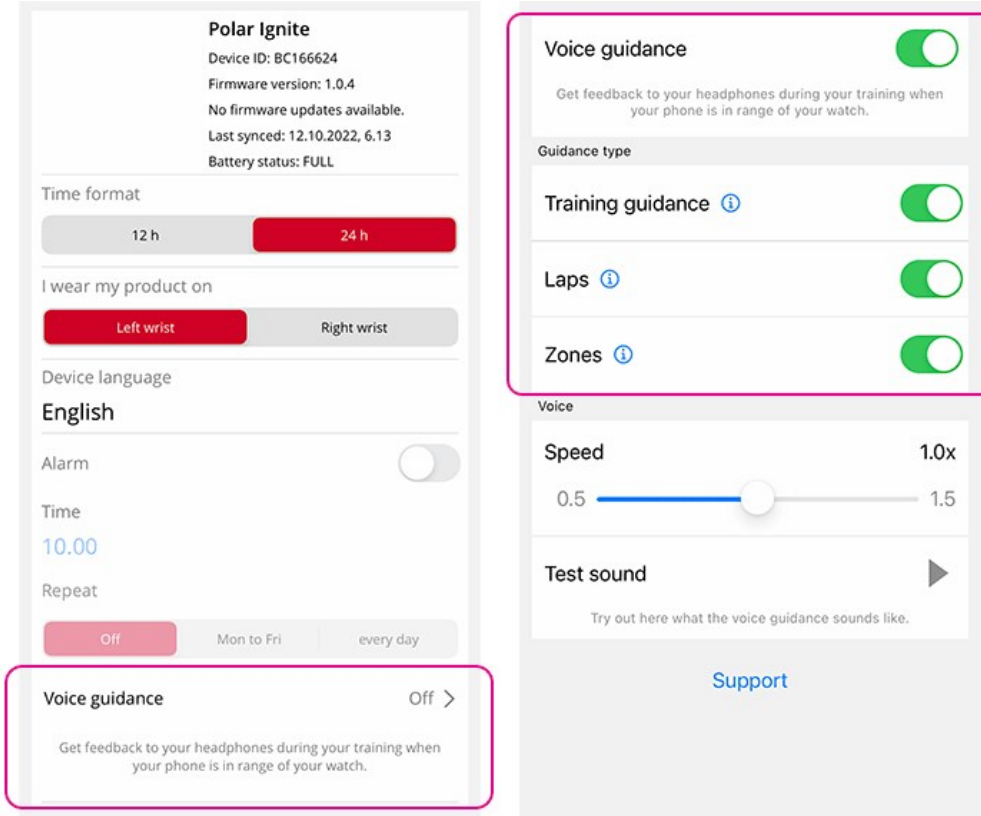 Polar Ignite
Device ID: BC166624
Firmware version: 1.0.4
No firmware updates available.
Last synced: 12.10.2022, 6.13
Battery status: FULL
Time format
12 h
24 h
I wear my product on
Left wrist
Right wrist
Device language
English
Alarm
Time
10.00
Repeat
Off
Mon to Fri
every day
Voice guidance
Off
Get feedback to your headphones during your training when
your phone is in range of your watch.
Voice guidance
Get feedback to your headphones during your training when
your phone is in range of your watch.
Guidance type
Training guidance
Laps
Zones
Voice
Speed
1.0x
0.5
1.5
Test sound
Try out here what the voice guidance sounds like.
Support